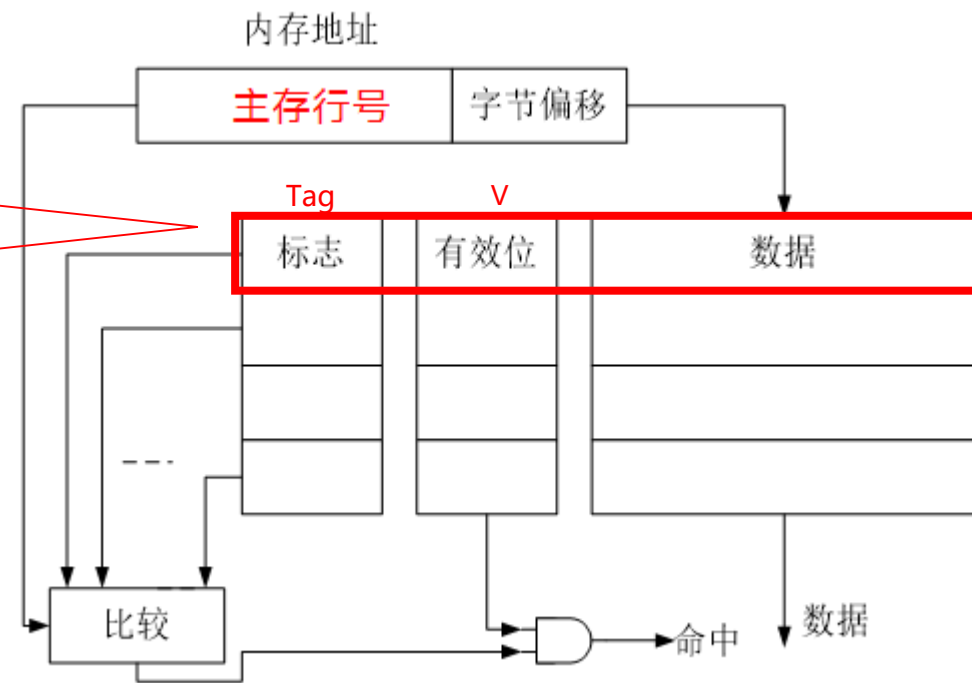 内存地址
主存行号 字节偏移
Tag V
标志 有效位 数据
比较
命中
数据